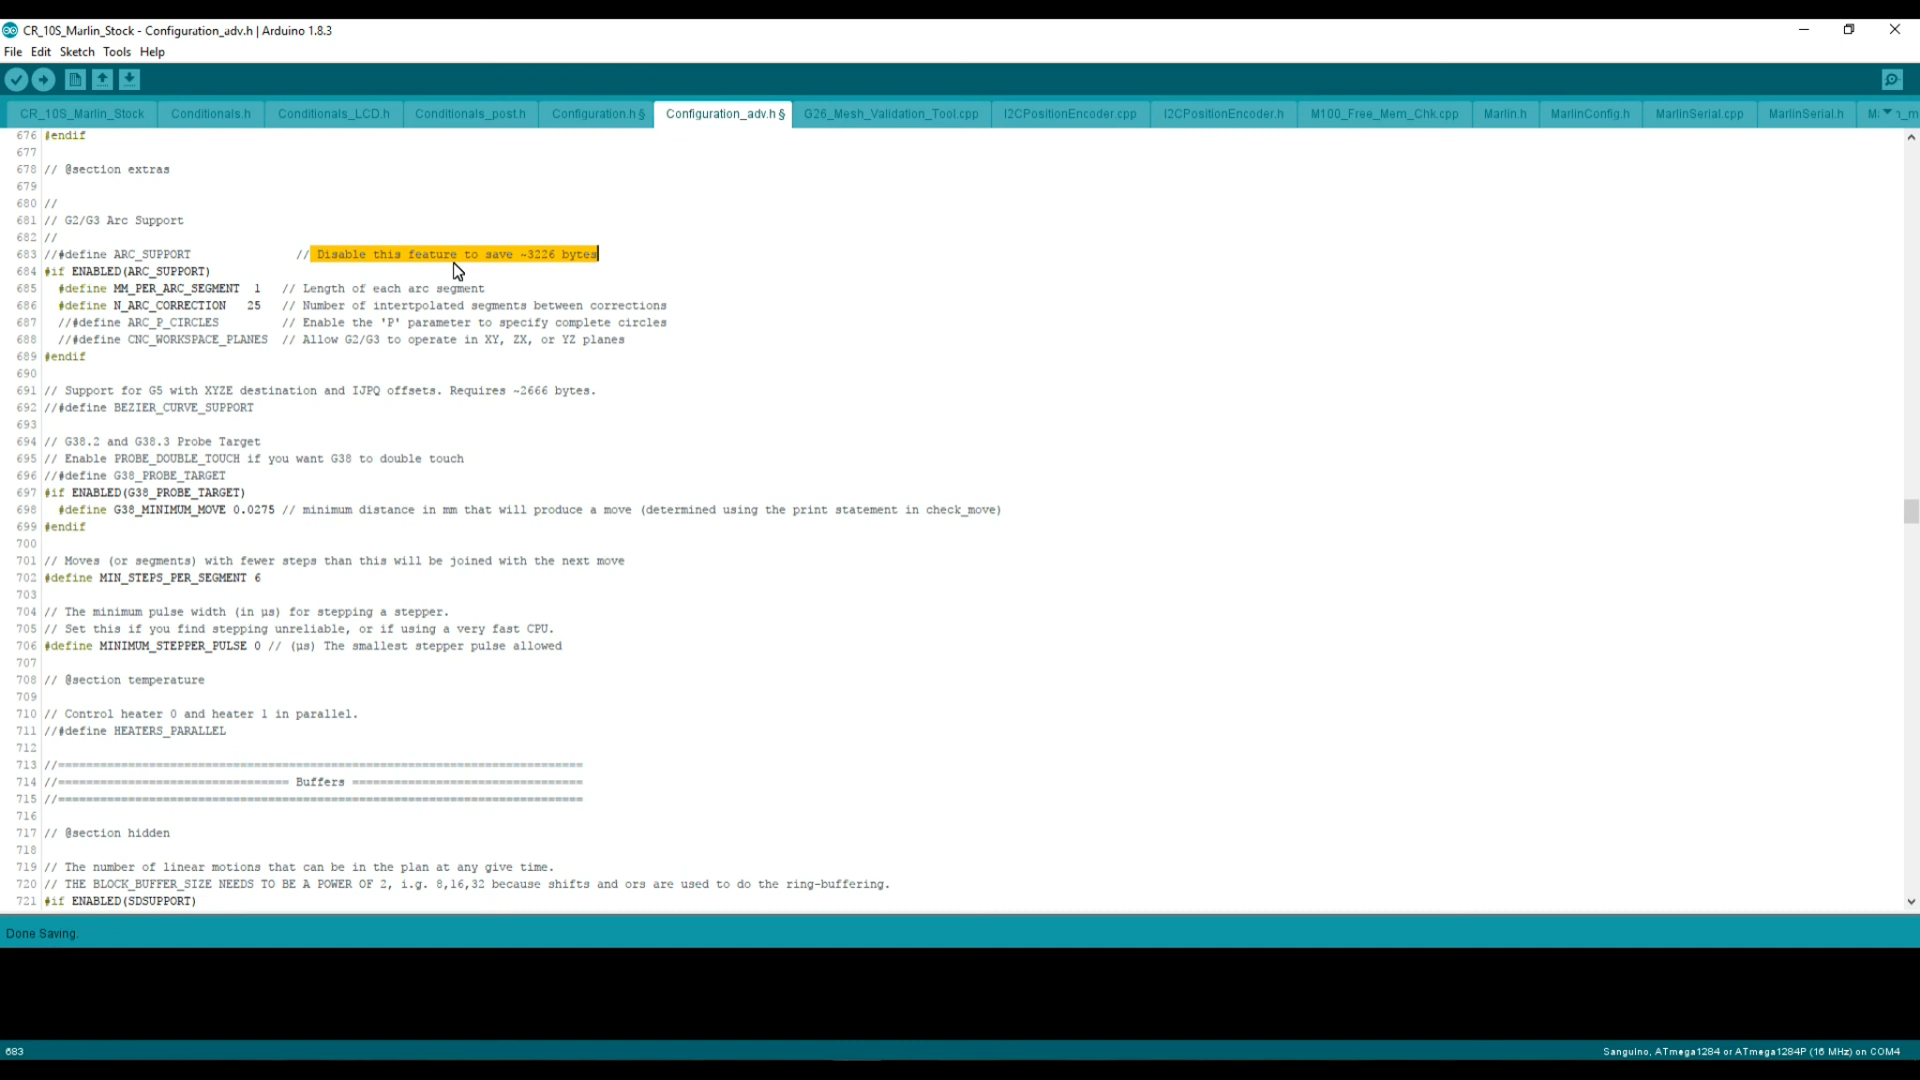 CR_10S_Marlin_Stock - Configuration_adv.h | Arduino 1.8.3
File Edit Sketch Tools Help
CR_10S_Marlin_Stock Conditionals.h Conditionals_LCD.h Conditionals_post.h Configuration.h § Configuration_adv.h § G26_Mesh_Validation_Tool.cpp I2CPositionEncoder.cpp I2CPositionEncoder.h M100_Free_Mem_Chk.cpp Marlin.h MarlinConfig.h MarlinSerial.cpp MarlinSerial.h
676 #endif
677
678 // @section extras
679
680 //
681 // G2/G3 Arc Support
682 //
683 //#define ARC_SUPPORT // Disable this feature to save ~3226 bytes
684 #if ENABLED(ARC_SUPPORT)
685 #define MM_PER_ARC_SEGMENT 1 // Length of each arc segment
686 #define N_ARC_CORRECTION 25 // Number of intertpolated segments between corrections
687 //#define ARC_P_CIRCLES // Enable the 'P' parameter to specify complete circles
688 //#define CNC_WORKSPACE_PLANES // Allow G2/G3 to operate in XY, ZX, or YZ planes
689 #endif
690
691 // Support for G5 with XYZE destination and IJPQ offsets. Requires ~2666 bytes.
692 //#define BEZIER_CURVE_SUPPORT
693
694 // G38.2 and G38.3 Probe Target
695 // Enable PROBE_DOUBLE_TOUCH if you want G38 to double touch
696 //#define G38_PROBE_TARGET
697 #if ENABLED(G38_PROBE_TARGET)
698 #define G38_MINIMUM_MOVE 0.0275 // minimum distance in mm that will produce a move (determined using the print statement in check_move)
699 #endif
700
701 // Moves (or segments) with fewer steps than this will be joined with the next move
702 #define MIN_STEPS_PER_SEGMENT 6
703
704 // The minimum pulse width (in µs) for stepping a stepper.
705 // Set this if you find stepping unreliable, or if using a very fast CPU.
706 #define MINIMUM_STEPPER_PULSE 0 // (µs) The smallest stepper pulse allowed
707
708 // @section temperature
709
710 // Control heater 0 and heater 1 in parallel.
711 //#define HEATERS_PARALLEL
712
713 //===========================================================================
714 //================================= Buffers =================================
715 //===========================================================================
716
717 // @section hidden
718
719 // The number of linear motions that can be in the plan at any give time.
720 // THE BLOCK_BUFFER_SIZE NEEDS TO BE A POWER OF 2, i.g. 8,16,32 because shifts and ors are used to do the ring-buffering.
721 #if ENABLED(SDSUPPORT)
Done Saving.
683 Sanguino, ATmega1284 or ATmega1284P (16 MHz) on COM4